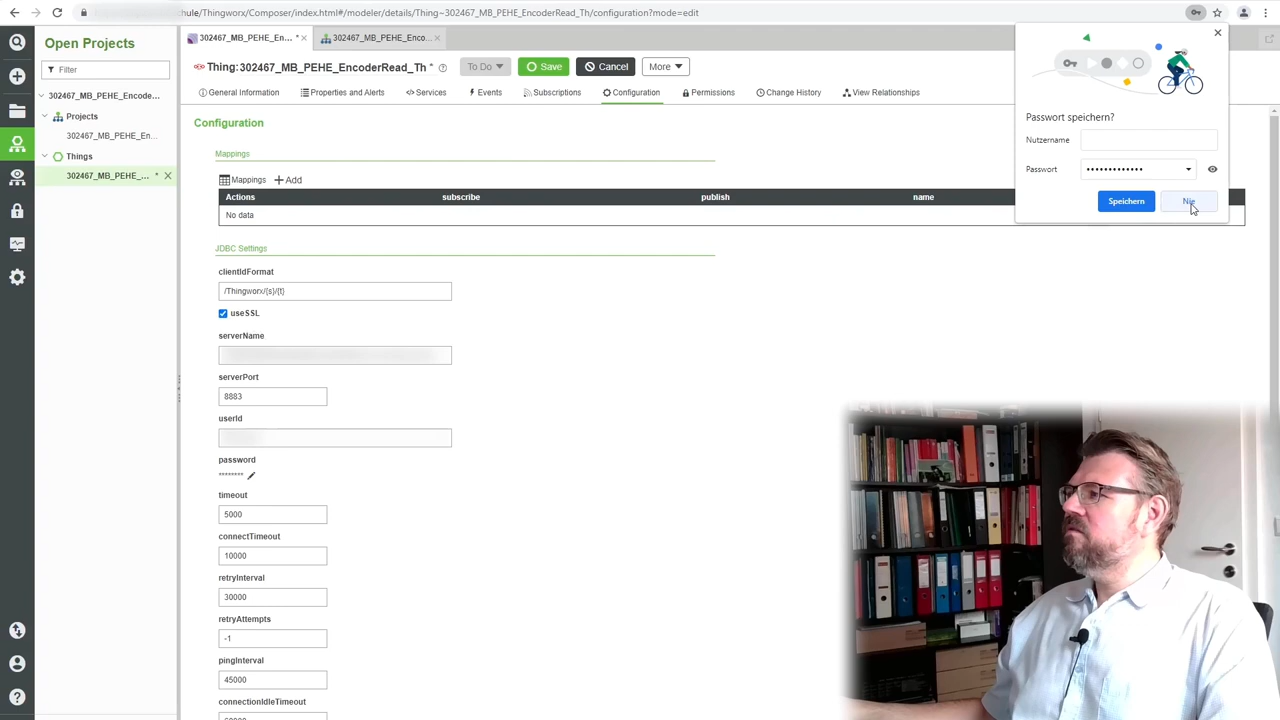 chule/Thingworx/Composer/index.html#/modeler/details/Thing~302467_MB_PEHE_EncoderRead_Th/configuration?mode=edit
Open Projects
Filter
302467_MB_PEHE_Encode...
Projects
302467_MB_PEHE_En...
Things
302467_MB_PEHE_... *
302467_MB_PEHE_En... *
302467_MB_PEHE_Enco...
Thing:302467_MB_PEHE_EncoderRead_Th *
To Do
Save
Cancel
More
General Information
Properties and Alerts
Services
Events
Subscriptions
Configuration
Permissions
Change History
View Relationships
Configuration
Mappings
Mappings
Add
Actions subscribe publish name
No data
JDBC Settings
clientIdFormat
/Thingworx/{s}/{t}
useSSL
serverName
serverPort
8883
userId
password
********
timeout
5000
connectTimeout
10000
retryInterval
30000
retryAttempts
-1
pingInterval
45000
connectionIdleTimeout
Passwort speichern?
Nutzername
Passwort •••••••••••••
Speichern
Nie